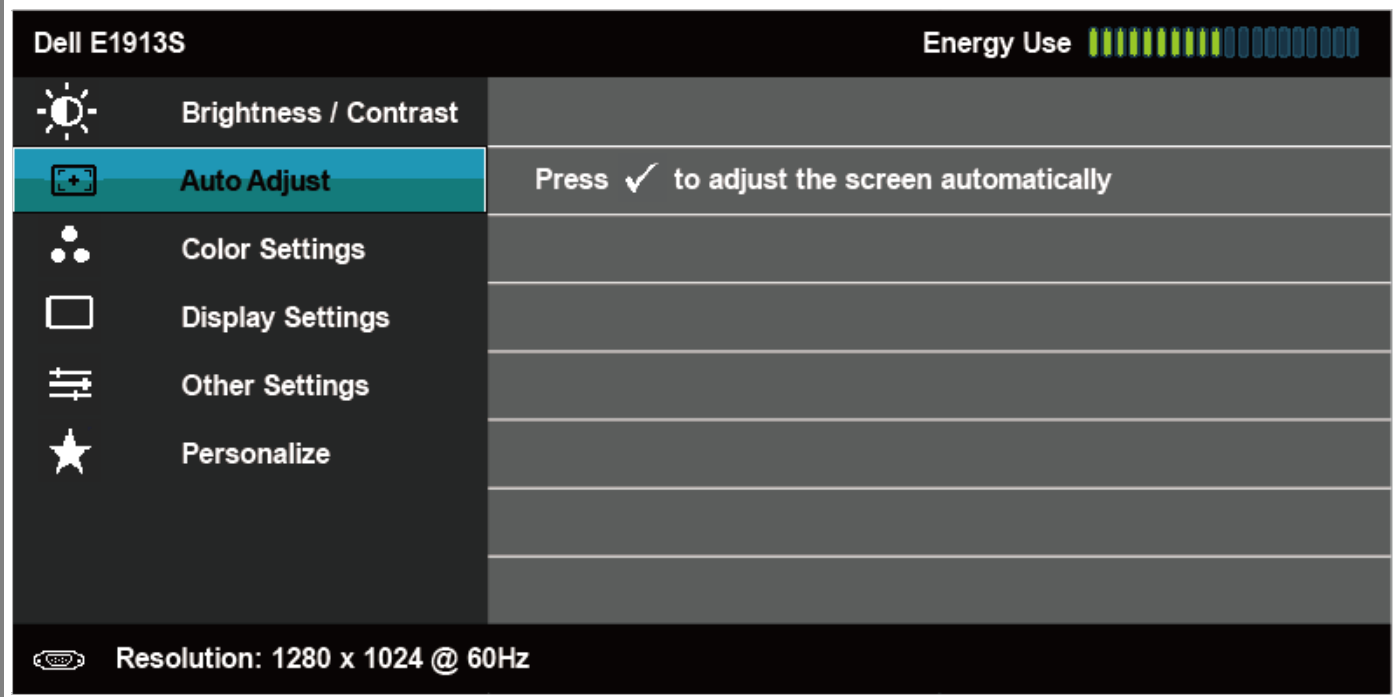 Dell E1913S Energy Use
Brightness / Contrast
Auto Adjust Press ✓ to adjust the screen automatically
Color Settings
Display Settings
Other Settings
Personalize
Resolution: 1280 x 1024 @ 60Hz